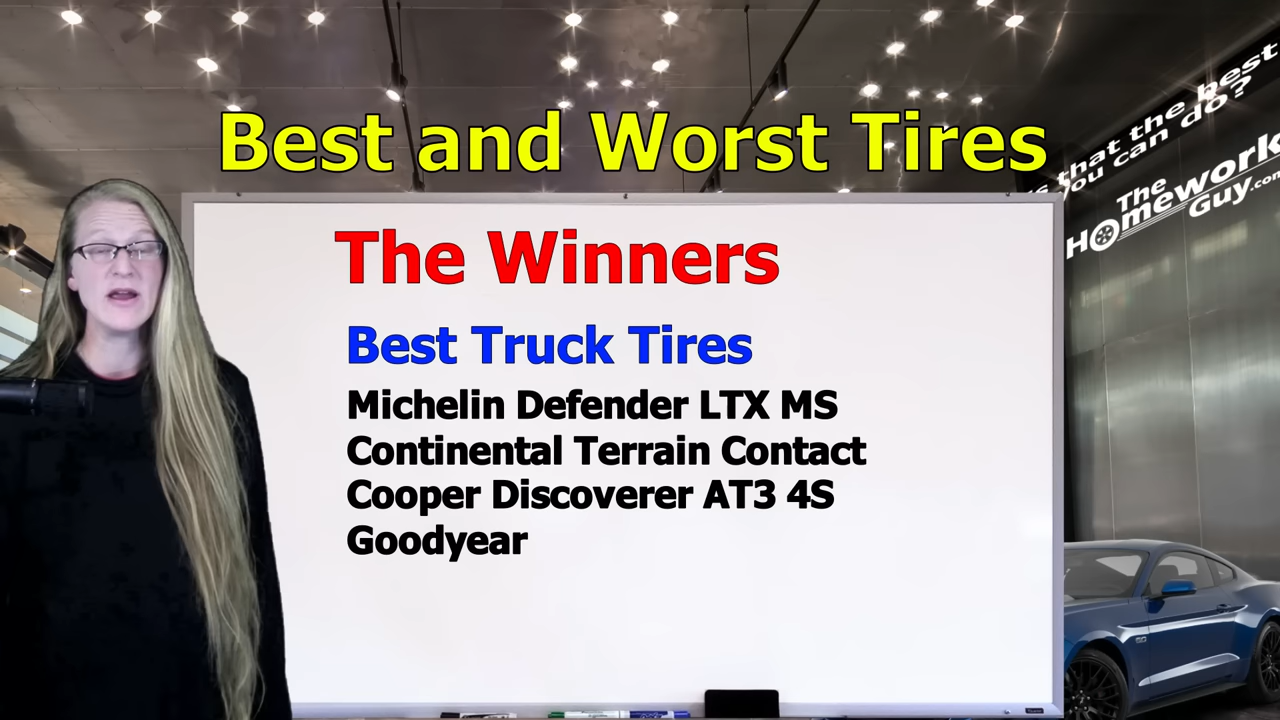 Best and Worst Tires
that the best
you can do?
The
Homework
Guy.com
The Winners
Best Truck Tires
Michelin Defender LTX MS
Continental Terrain Contact
Cooper Discoverer AT3 4S
Goodyear